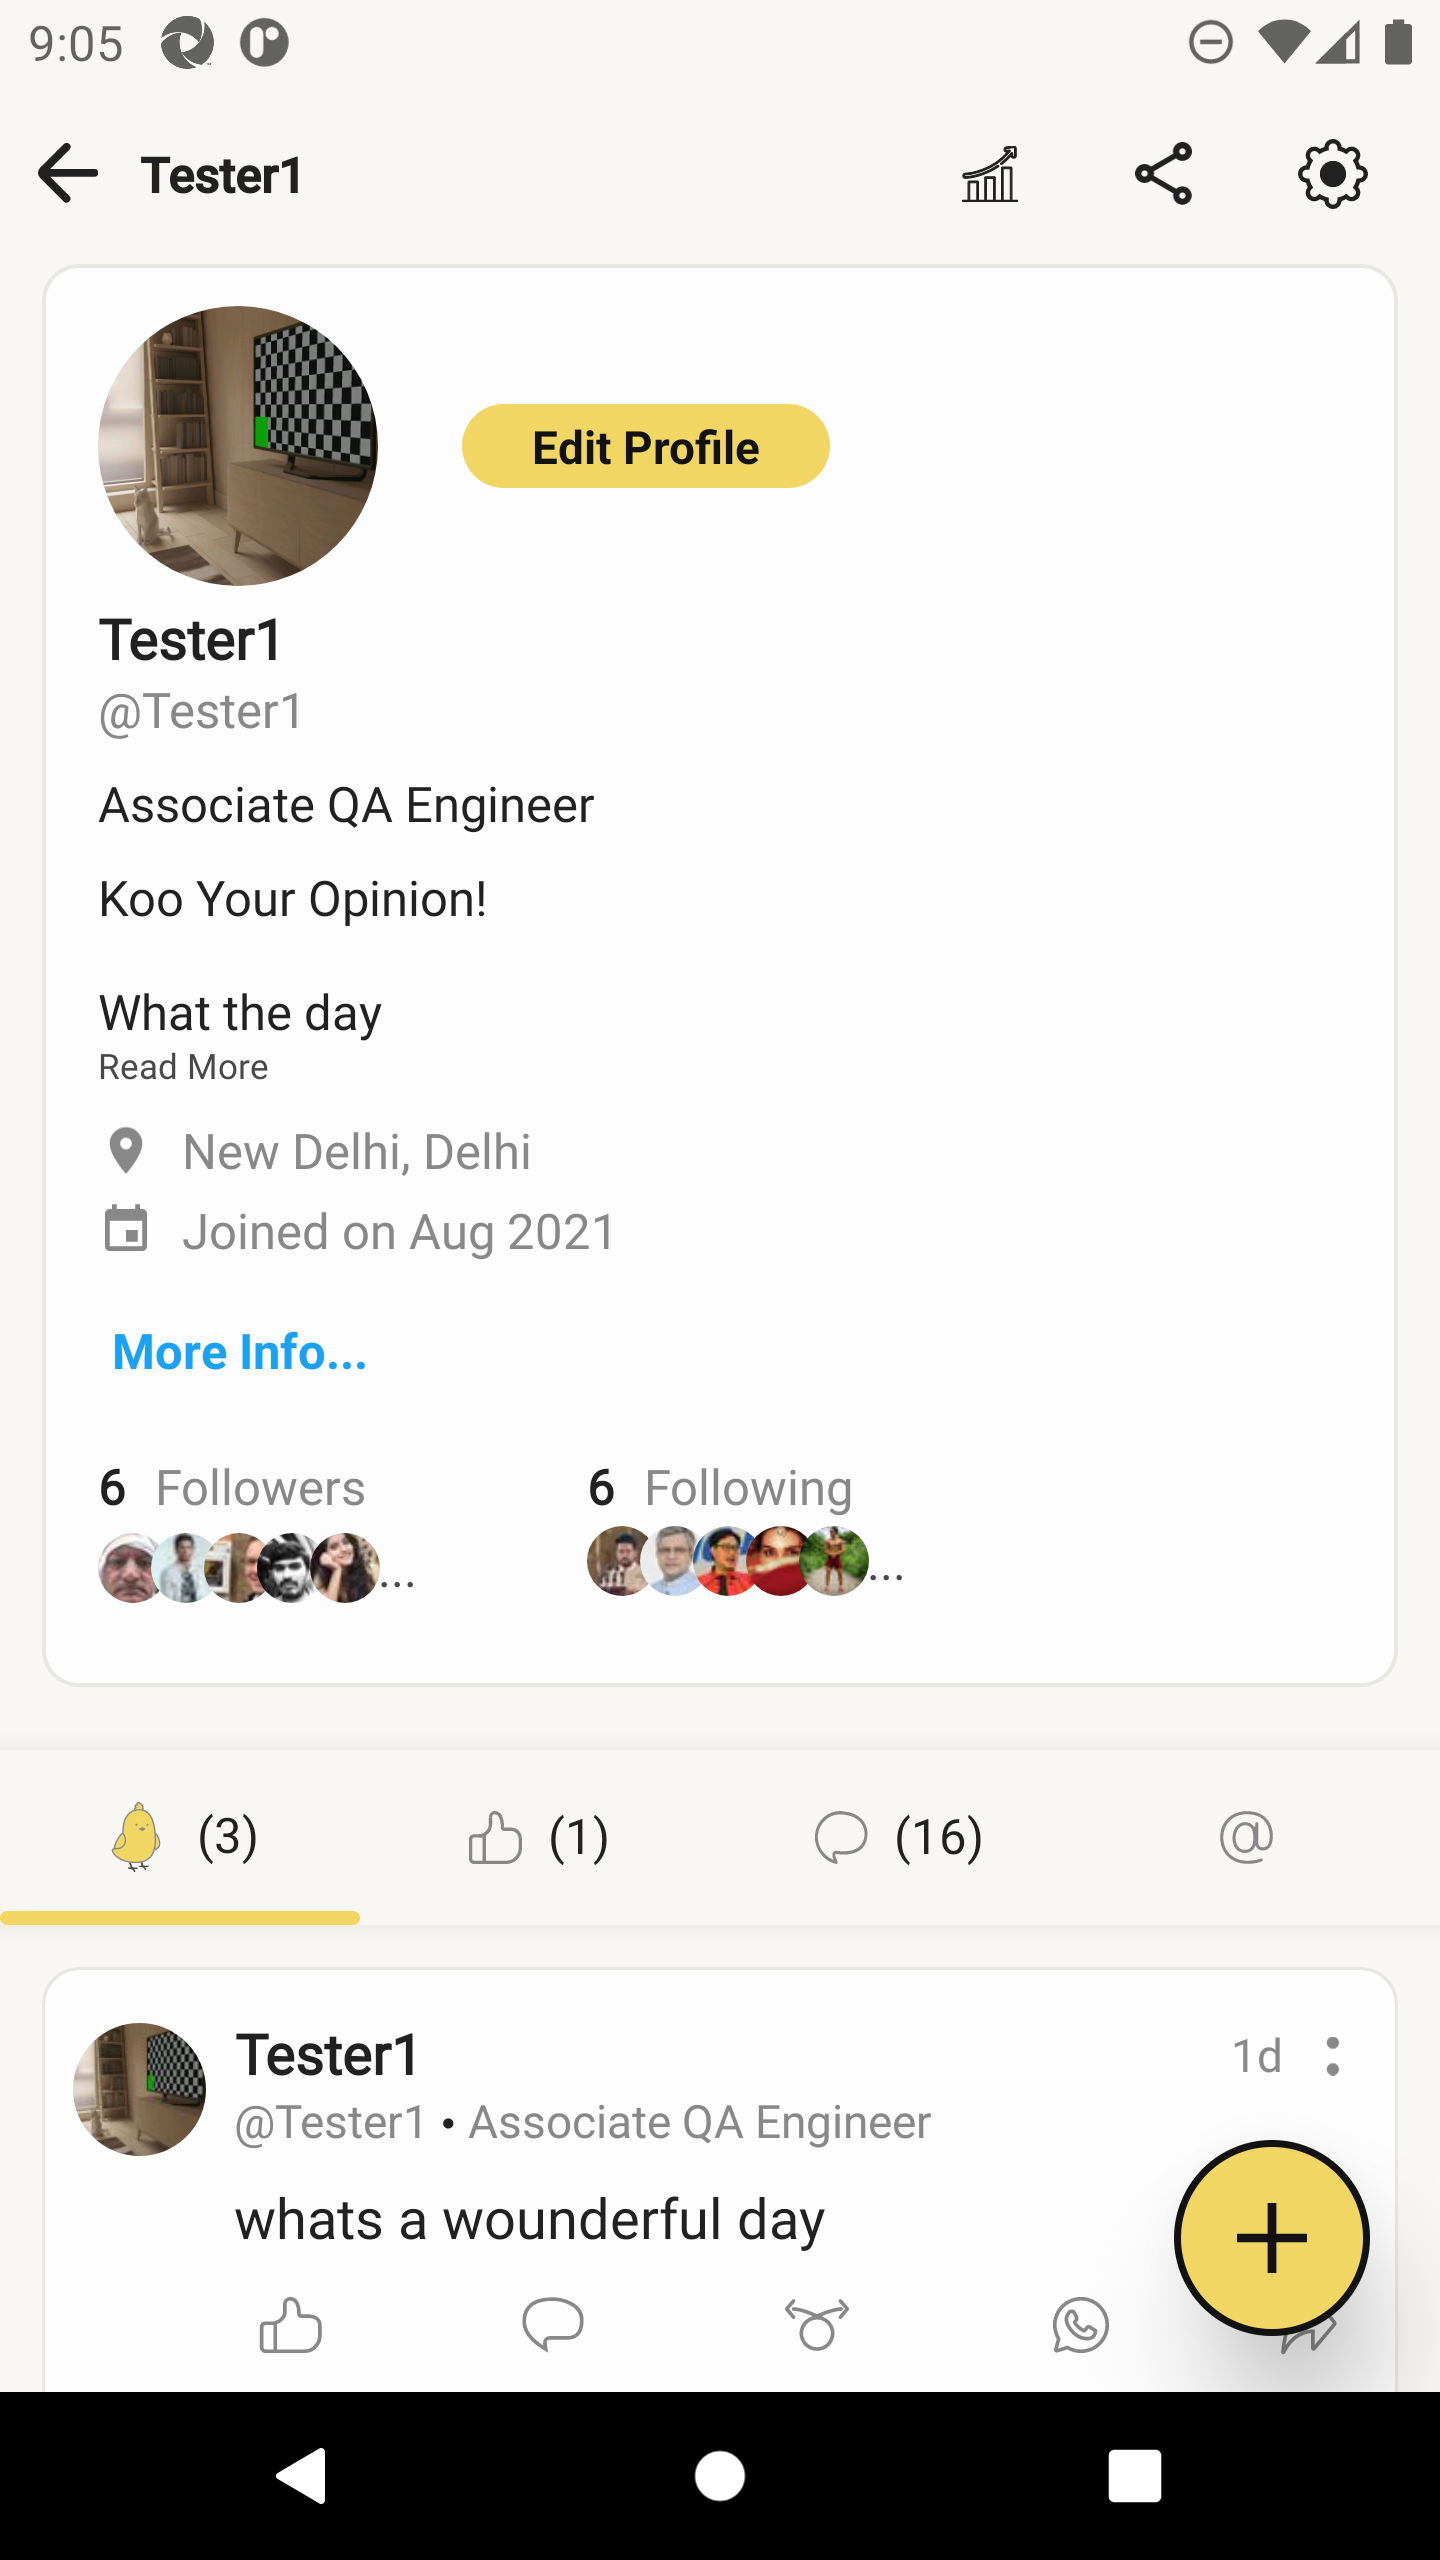 9:05
Tester1
Edit Profile
Tester1
@Tester1
Associate QA Engineer
Koo Your Opinion!
What the day
Read More
New Delhi, Delhi
Joined on Aug 2021
More Info...
6 Followers
6 Following
...
...
(3)
(1)
(16)
@
Tester1
1d
@Tester1 • Associate QA Engineer
whats a wounderful day